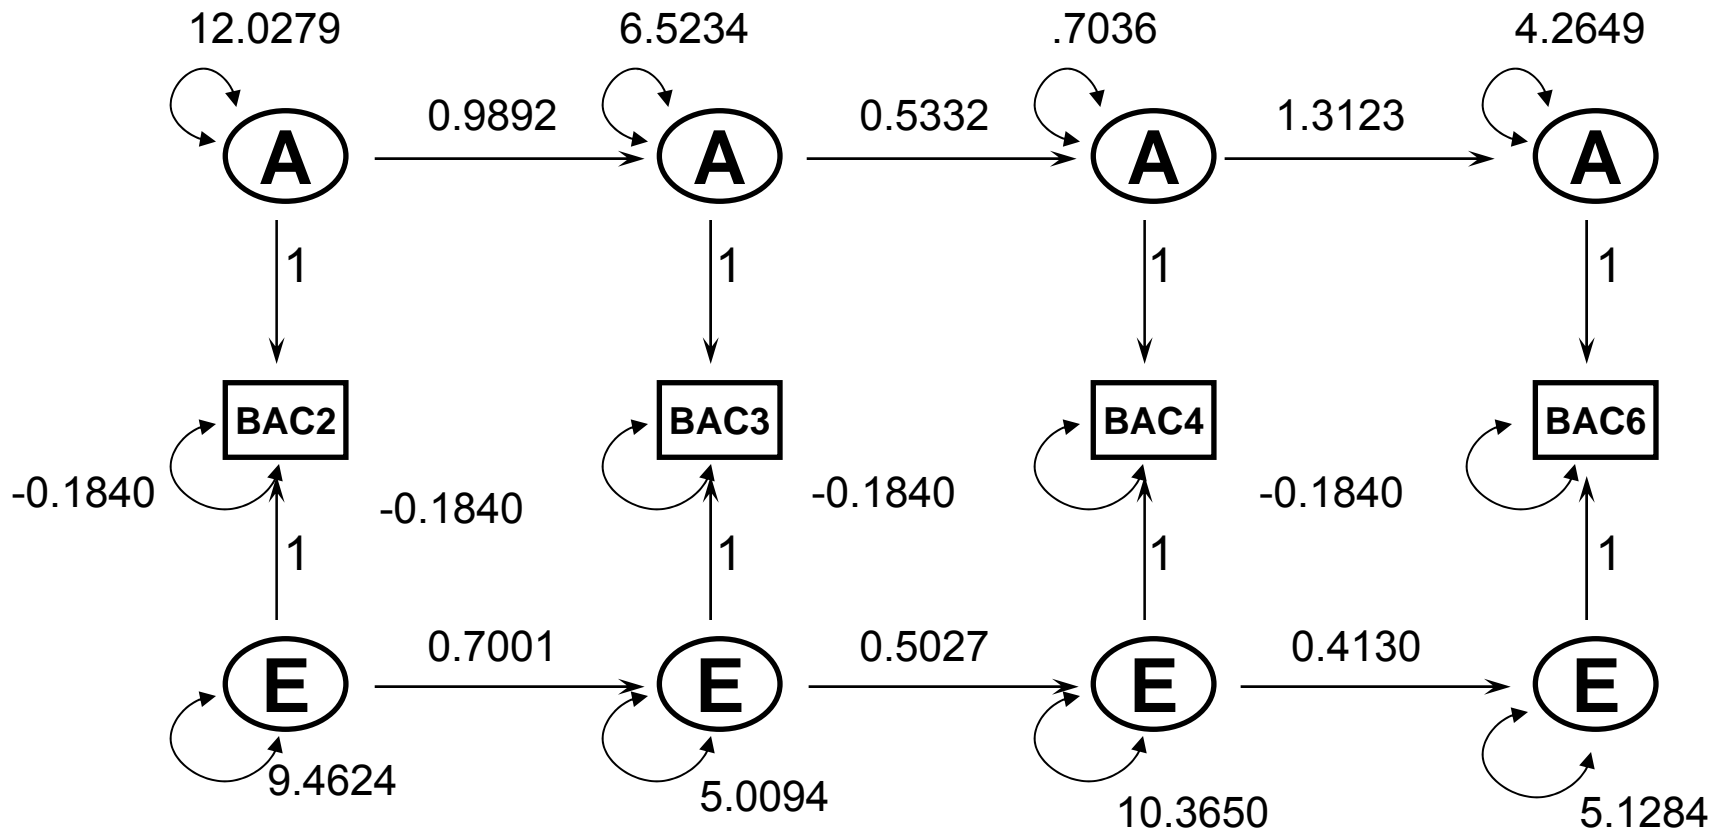 12.0279 6.5234 .7036 4.2649
0.9892 0.5332 1.3123
A A A A
1 1 1 1
BAC2 BAC3 BAC4 BAC6
-0.1840 -0.1840 -0.1840 -0.1840
1 1 1 1
0.7001 0.5027 0.4130
E E E E
9.4624 5.0094 10.3650 5.1284